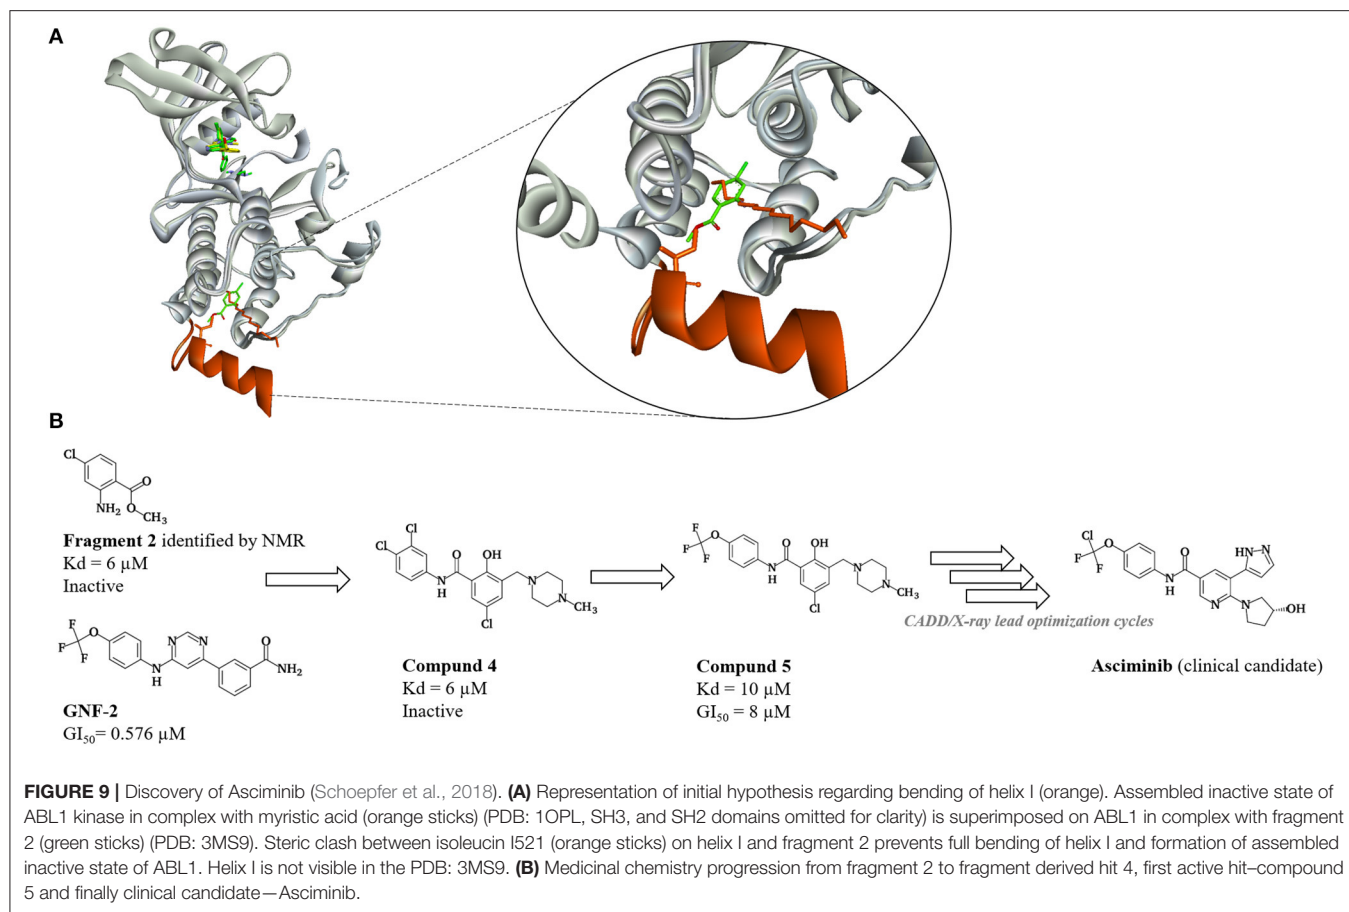 A
B
Cl
O
NH2
O
CH3
Fragment 2 identified by NMR
Kd = 6 µM
Inactive
F
F
F
O
N
N
N
H
O
NH2
GNF-2
GI50= 0.576 µM
Cl
Cl
O
OH
N
H
N
N
CH3
Cl
Compund 4
Kd = 6 µM
Inactive
F
F
F
O
O
OH
N
H
N
N
CH3
Cl
Compund 5
Kd = 10 µM
GI50 = 8 µM
CADD/X-ray lead optimization cycles
Cl
F
F
O
O
N
H
HN
N
N
N
OH
Asciminib (clinical candidate)
FIGURE 9 | Discovery of Asciminib (Schoepfer et al., 2018). (A) Representation of initial hypothesis regarding bending of helix I (orange). Assembled inactive state of
ABL1 kinase in complex with myristic acid (orange sticks) (PDB: 1OPL, SH3, and SH2 domains omitted for clarity) is superimposed on ABL1 in complex with fragment
2 (green sticks) (PDB: 3MS9). Steric clash between isoleucin I521 (orange sticks) on helix I and fragment 2 prevents full bending of helix I and formation of assembled
inactive state of ABL1. Helix I is not visible in the PDB: 3MS9. (B) Medicinal chemistry progression from fragment 2 to fragment derived hit 4, first active hit–compound
5 and finally clinical candidate—Asciminib.